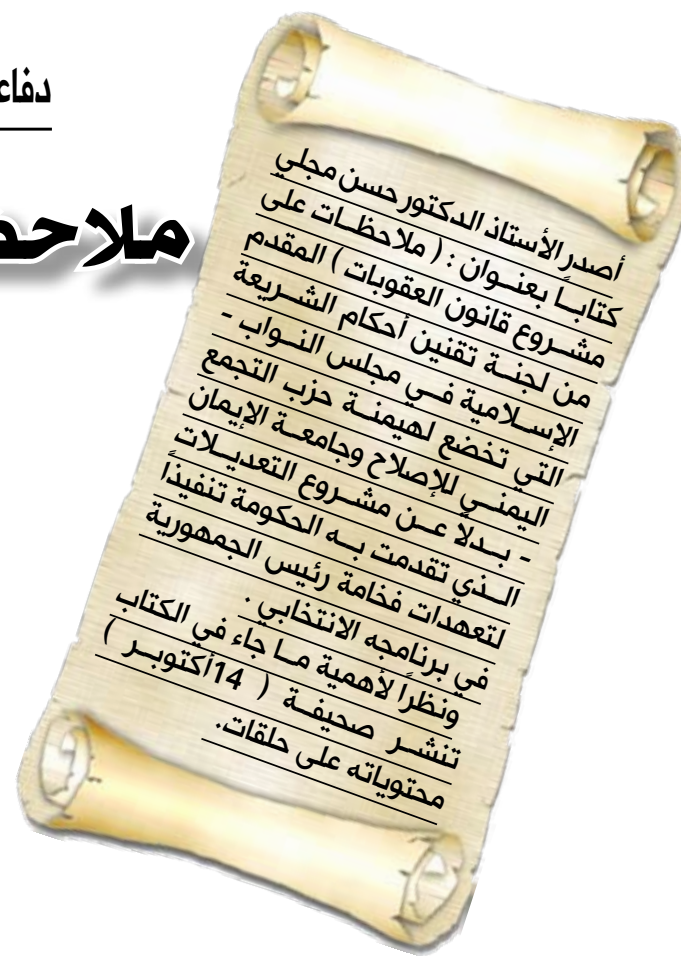 دفاع
ملاحظ
أصدر الأستاذ الدكتور حسن مجلي
كتاباً بعنوان : ( ملاحظات على
مشروع قانون العقوبات ) المقدم
من لجنة تقنين أحكام الشريعة
الإسلامية في مجلس النواب -
التي تخضع لهيمنة حزب التجمع
اليمني للإصلاح وجامعة الإيمان
- بدلاً عن مشروع التعديلات
الذي تقدمت به الحكومة تنفيذاً
لتعهدات فخامة رئيس الجمهورية
في برنامجه الانتخابي .
ونظراً لأهمية ما جاء في الكتاب
تنشر صحيفة ( 14أكتوبر )
محتوياته على حلقات.